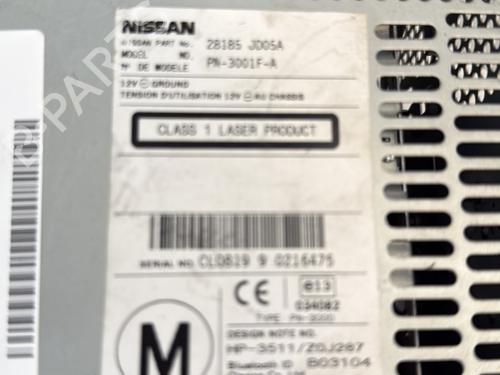 NISSAN
NISSAN PART No. 28185 JD05A
MODEL NO.
N° DE MODELE PN-3001F-A
12V ⊖ GROUND
TENSION D'UTILISATION 12V ⊖ AU CHASSIS
CLASS 1 LASER PRODUCT
SERIAL NO. CL0819 9 0216475
CE e13
034082
TYPE PN-3000
M
DESIGN NOTE NO.
HP-3511/Z0J287
Bluetooth ID B03104